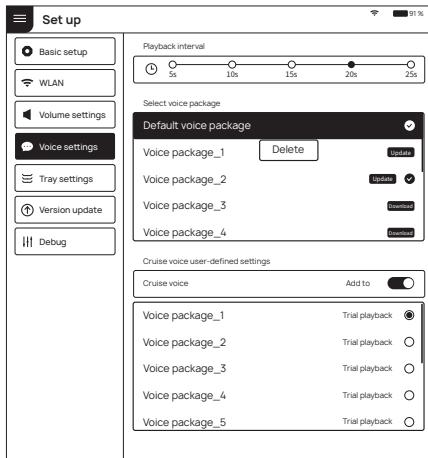 Set up
91 %
Basic setup
WLAN
Volume settings
Voice settings
Tray settings
Version update
Debug
Playback interval
5s 10s 15s 20s 25s
Select voice package
Default voice package
Voice package_1 Delete Update
Voice package_2 Update
Voice package_3 Download
Voice package_4 Download
Cruise voice user-defined settings
Cruise voice Add to
Voice package_1 Trial playback
Voice package_2 Trial playback
Voice package_3 Trial playback
Voice package_4 Trial playback
Voice package_5 Trial playback